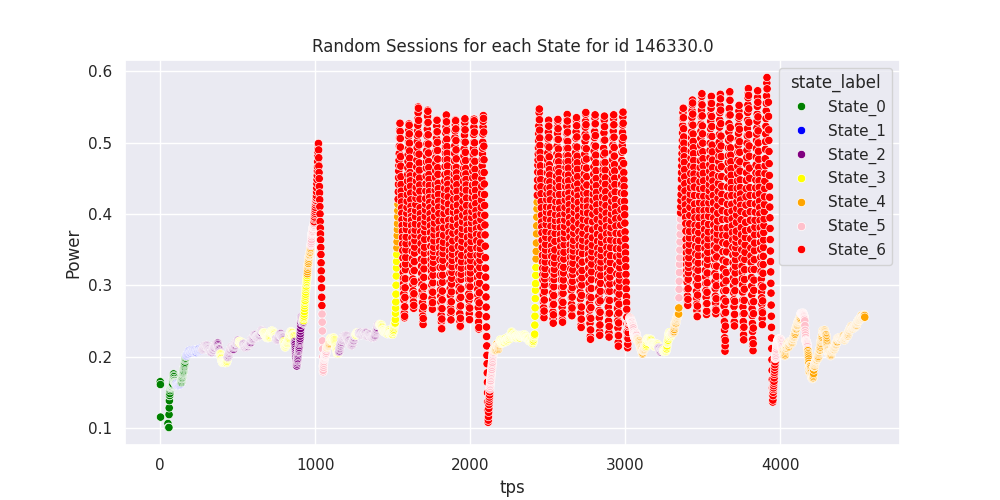 Random Sessions for each State for id 146330.0
0.6
0.5
0.4
0.3
0.2
0.1
Power
0 1000 2000 3000 4000
tps
state_label
State_0
State_1
State_2
State_3
State_4
State_5
State_6